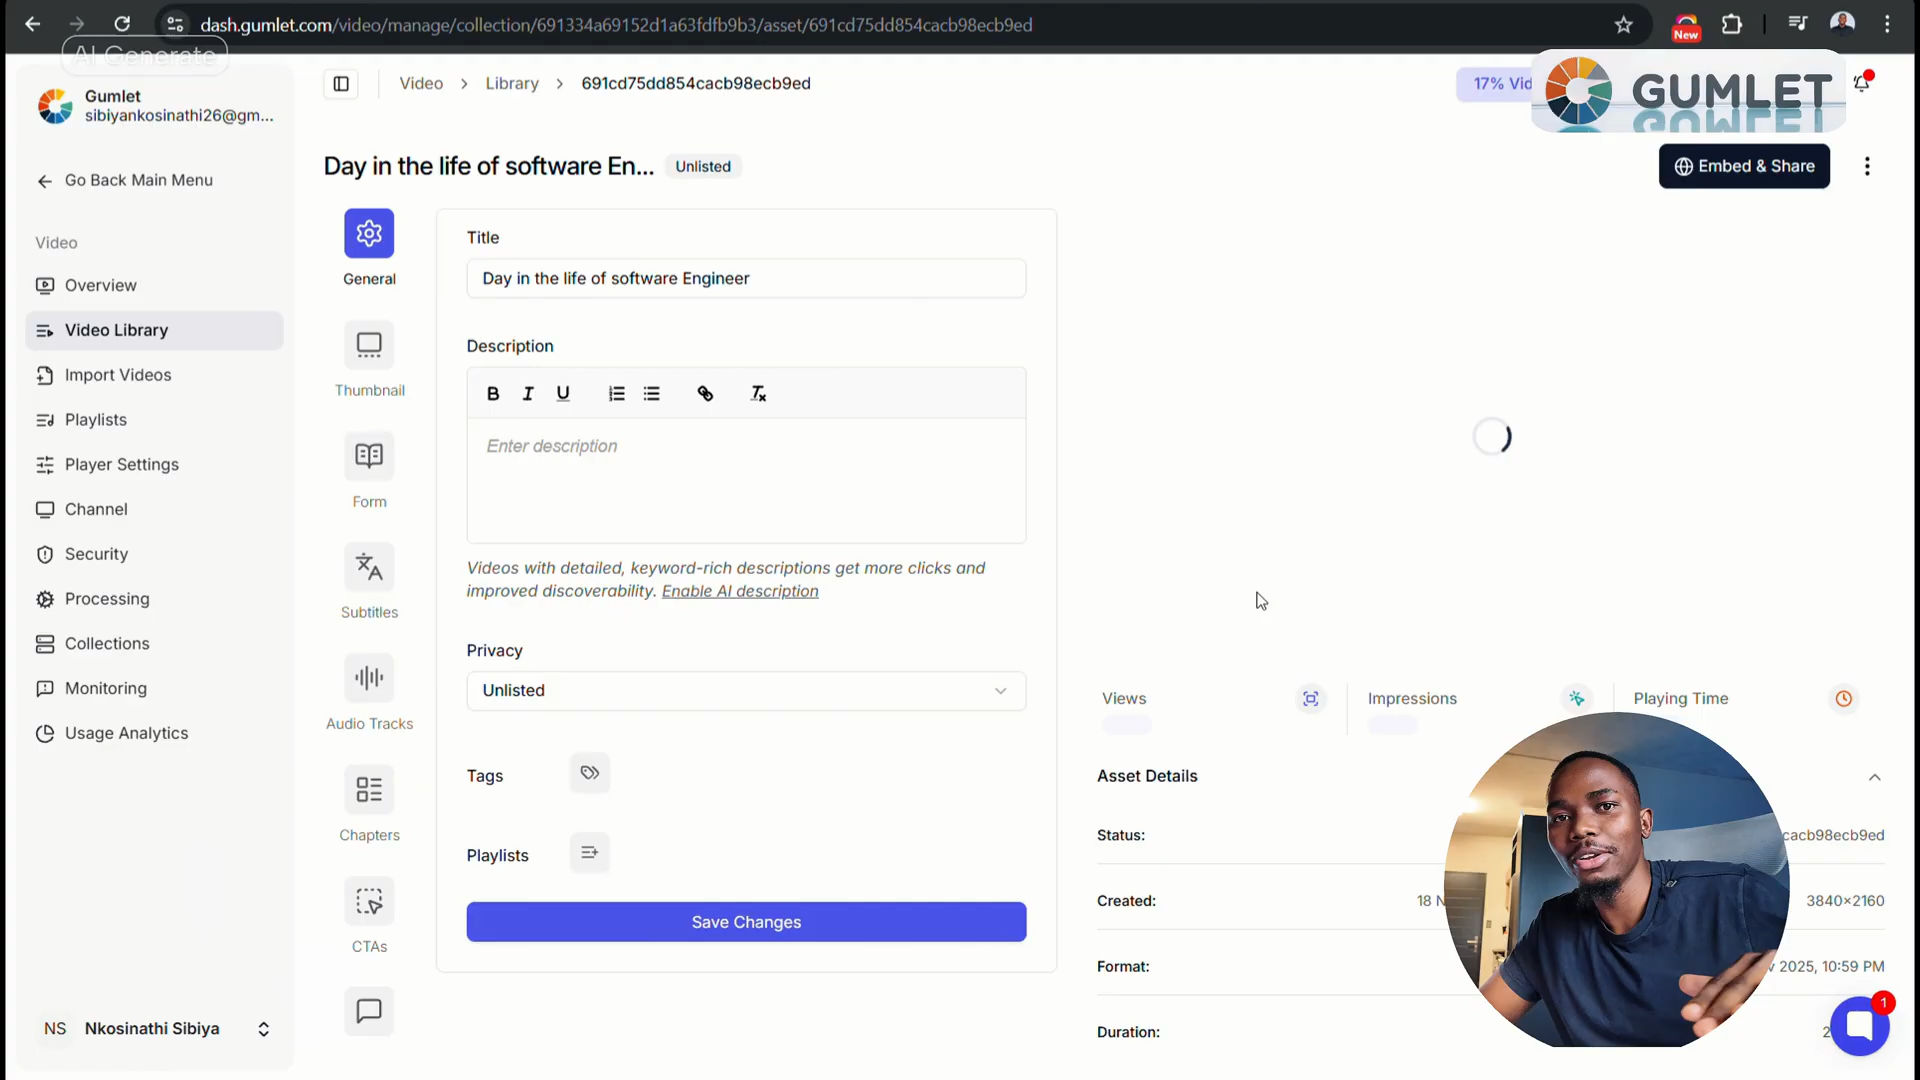 dash.gumlet.com/video/manage/collection/691334a69152d1a63fdfb9b3/asset/691cd75dd854cacb98ecb9ed
New
AI Generate
Gumlet
sibiyankosinathi26@gm...
Video
Library
691cd75dd854cacb98ecb9ed
17% Vid
GUMLET
Go Back Main Menu
Day in the life of software En...
Unlisted
Embed & Share
Video
Overview
Video Library
Import Videos
Playlists
Player Settings
Channel
Security
Processing
Collections
Monitoring
Usage Analytics
NS
Nkosinathi Sibiya
General
Thumbnail
Form
Subtitles
Audio Tracks
Chapters
CTAs
Title
Day in the life of software Engineer
Description
B I U
Enter description
Videos with detailed, keyword-rich descriptions get more clicks and
improved discoverability. Enable AI description
Privacy
Unlisted
Tags
Playlists
Save Changes
Views
Impressions
Playing Time
Asset Details
Status:
cacb98ecb9ed
Created:
18 N
3840×2160
Format:
v 2025, 10:59 PM
Duration:
2
1